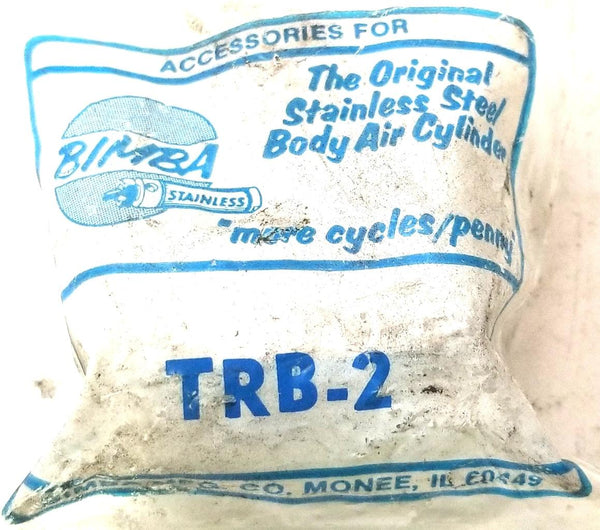 ACCESSORIES FOR
The Original
Stainless Steel
Body Air Cylinder
BIMBA
STAINLESS
"more cycles/penny"
TRB-2
CO. MONEE, IL 60449